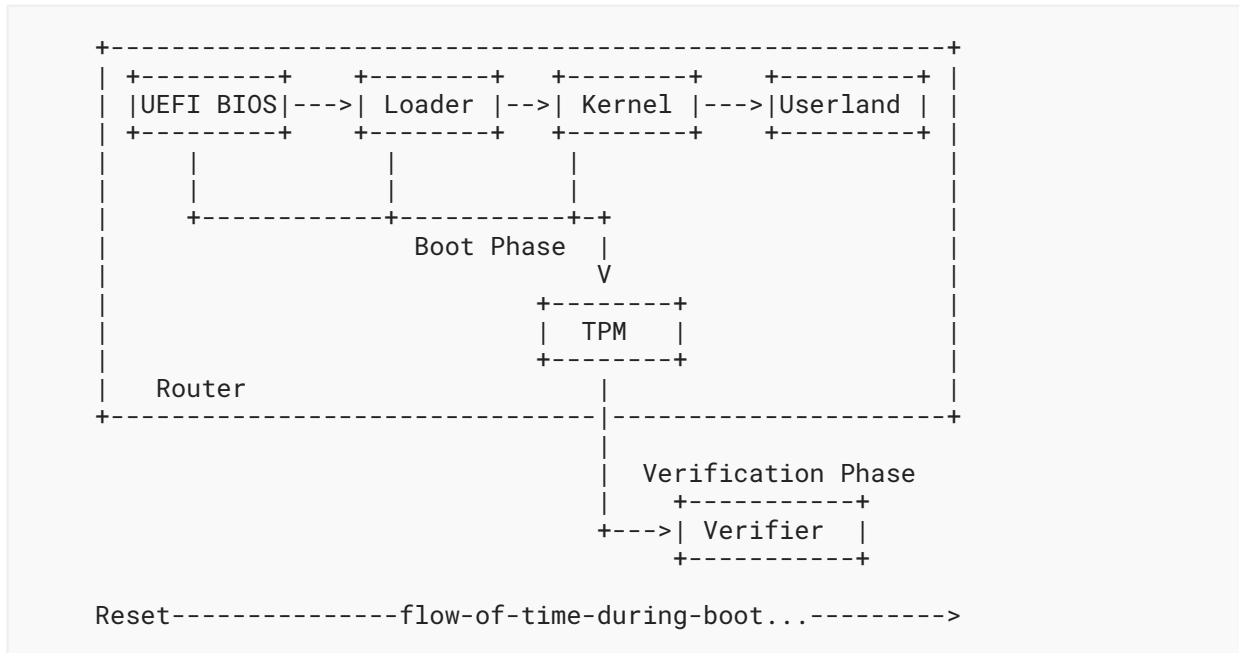 +-------------------------------------------------------+
| +---------+    +--------+   +--------+    +---------+ |
| |UEFI BIOS|--->| Loader |-->| Kernel |--->|Userland | |
| +---------+    +--------+   +--------+    +---------+ |
|     |            |           |                        |
|     |            |           |                        |
|     +------------+-----------+-+                      |
|                    Boot Phase  |                      |
|                                V                      |
|                            +--------+                 |
|                            |  TPM   |                 |
|                            +--------+                 |
|   Router                       |                      |
+--------------------------------|----------------------+
                                 |
                                 |  Verification Phase
                                 |    +-----------+
                                 +--->| Verifier  |
                                      +-----------+
Reset---------------flow-of-time-during-boot...--------->